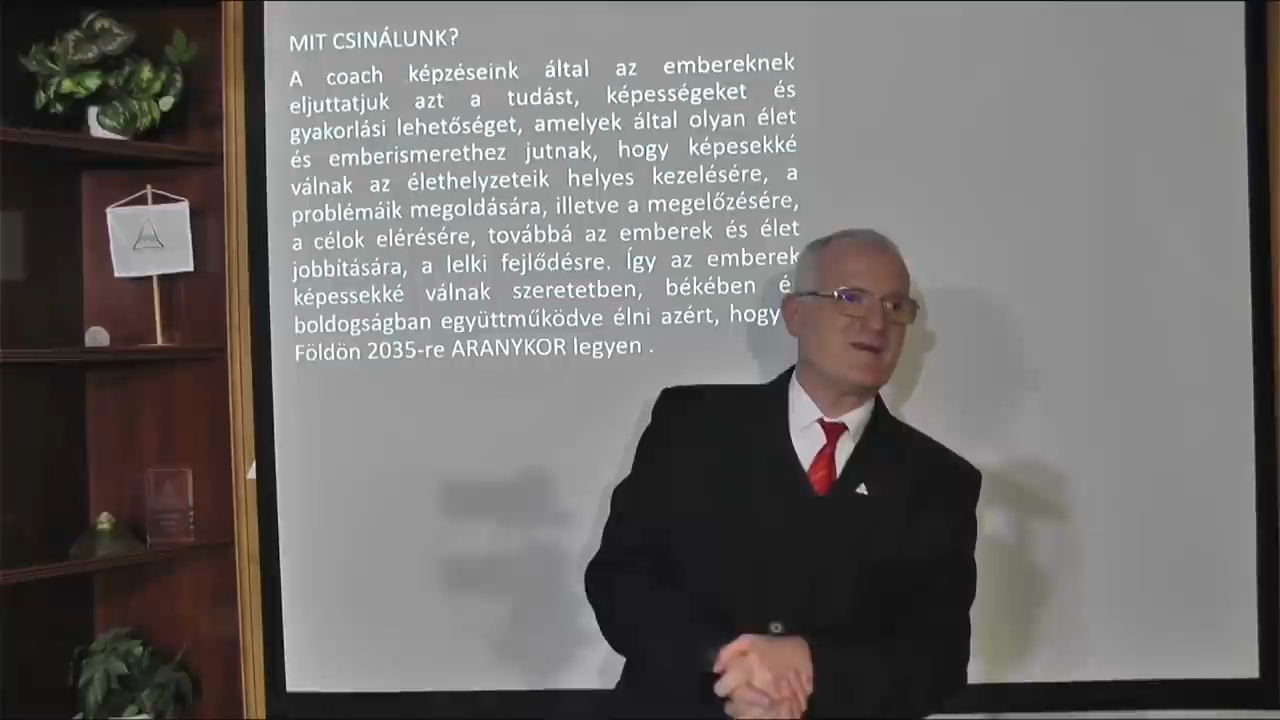 MIT CSINÁLUNK?
A coach képzéseink által az embereknek
eljuttatjuk azt a tudást, képességeket és
gyakorlási lehetőséget, amelyek által olyan élet
és emberismerethez jutnak, hogy képesekké
válnak az élethelyzeteik helyes kezelésére, a
problémáik megoldására, illetve a megelőzésére,
a célok elérésére, továbbá az emberek és élet
jobbítására, a lelki fejlődésre. Így az emberek
képessekké válnak szeretetben, békében é
boldogságban együttműködve élni azért, hogy
Földön 2035-re ARANYKOR legyen .